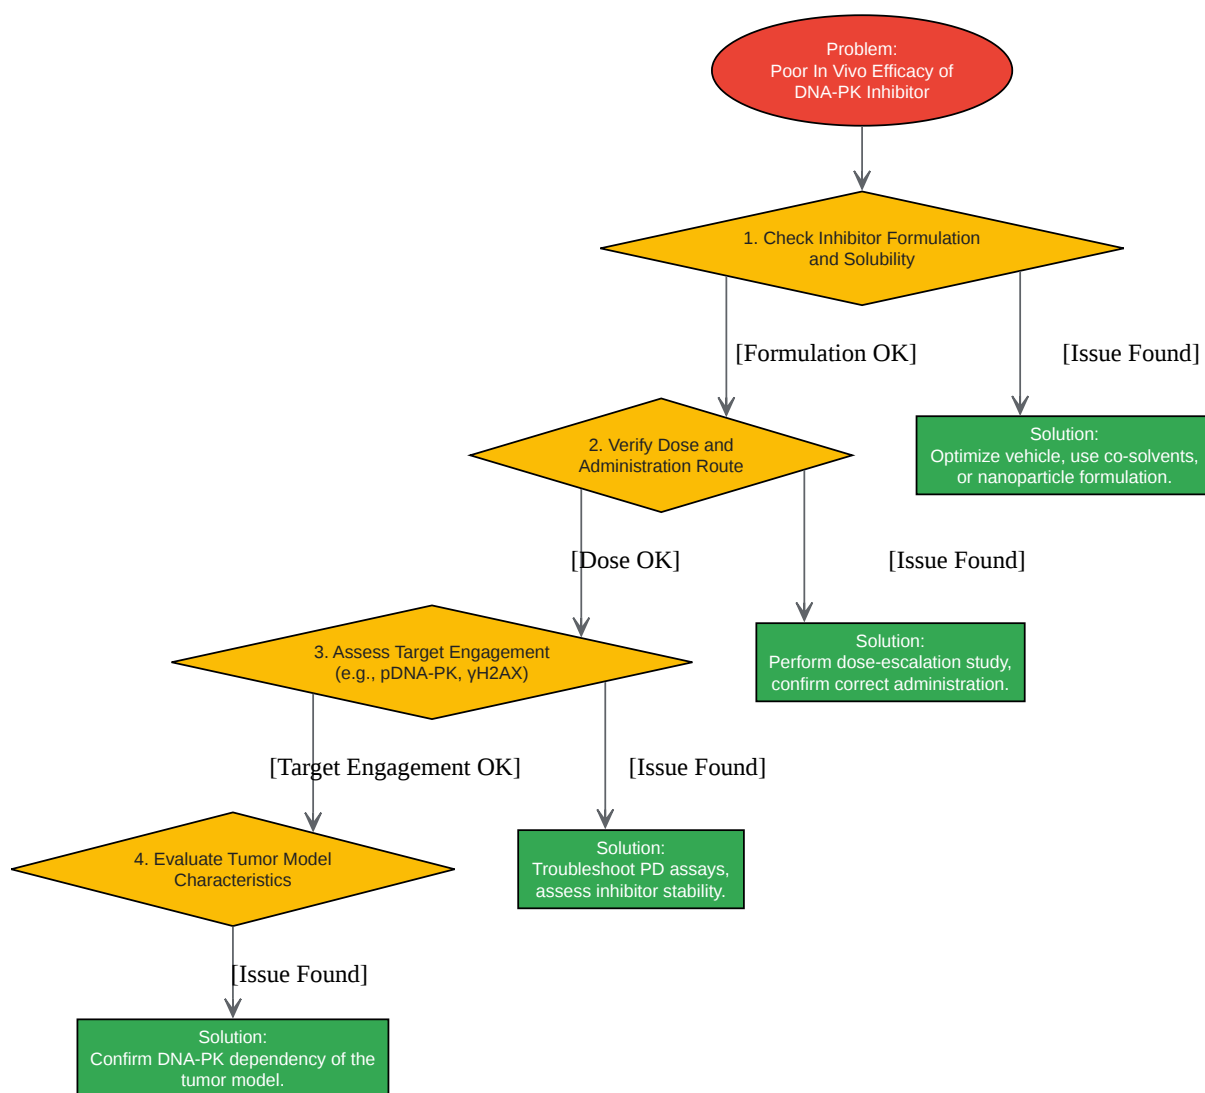 Problem:
Poor In Vivo Efficacy of
DNA-PK Inhibitor
1. Check Inhibitor Formulation
and Solubility
[Formulation OK]
[Issue Found]
2. Verify Dose and
Administration Route
Solution:
Optimize vehicle, use co-solvents,
or nanoparticle formulation.
[Dose OK]
[Issue Found]
3. Assess Target Engagement
(e.g., pDNA-PK, γH2AX)
Solution:
Perform dose-escalation study,
confirm correct administration.
[Target Engagement OK]
[Issue Found]
4. Evaluate Tumor Model
Characteristics
Solution:
Troubleshoot PD assays,
assess inhibitor stability.
[Issue Found]
Solution:
Confirm DNA-PK dependency of the
tumor model.